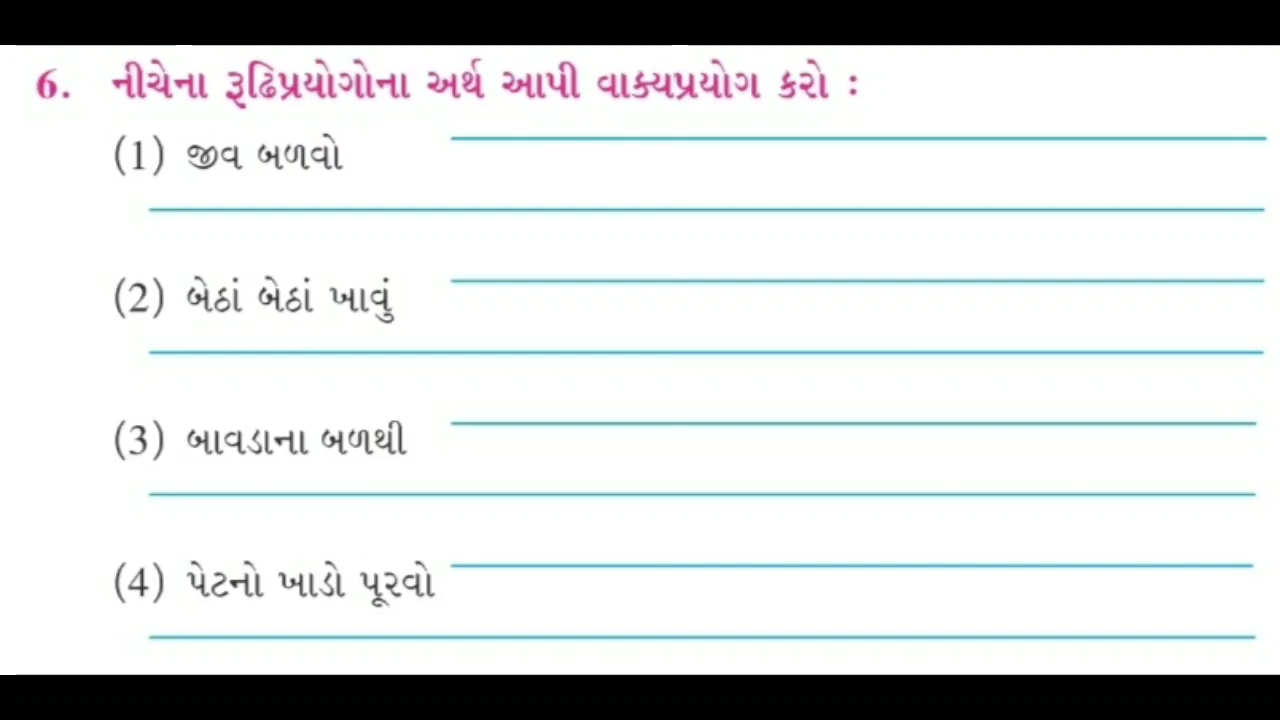 6. નીચેના રૂઢિપ્રયોગોના અર્થ આપી વાક્યપ્રયોગ કરો :
(1) જીવ બળવો
(2) બેઠાં બેઠાં ખાવું
(3) બાવડાના બળથી
(4) પેટનો ખાડો પૂરવો